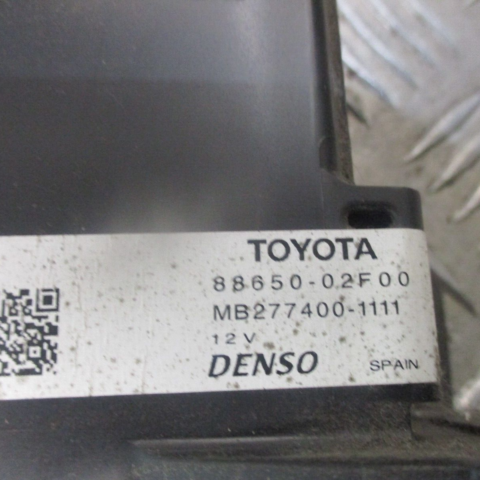 TOYOTA
88650-02F00
MB277400-1111
12V
DENSO SPAIN